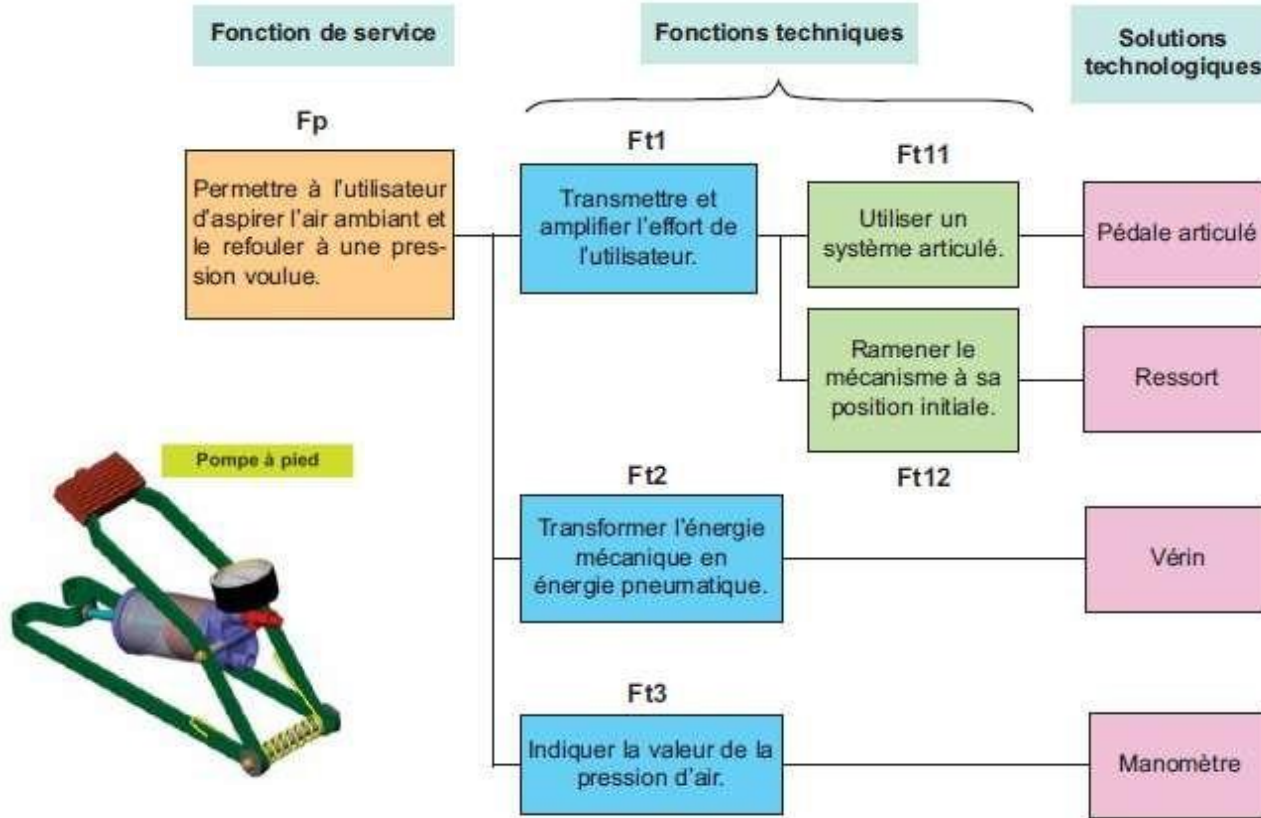 Fonction de service
Fonctions techniques
Solutions
technologiques
Fp
Permettre à l'utilisateur
d'aspirer l'air ambiant et
le refouler à une pres-
sion voulue.
Ft1
Transmettre et
amplifier l'effort de
l'utilisateur.
Ft11
Utiliser un
système articulé.
Pédale articulé
Ramener le
mécanisme à sa
position initiale.
Ft12
Ressort
Pompe à pied
Ft2
Transformer l'énergie
mécanique en
énergie pneumatique.
Vérin
Ft3
Indiquer la valeur de la
pression d'air.
Manomètre